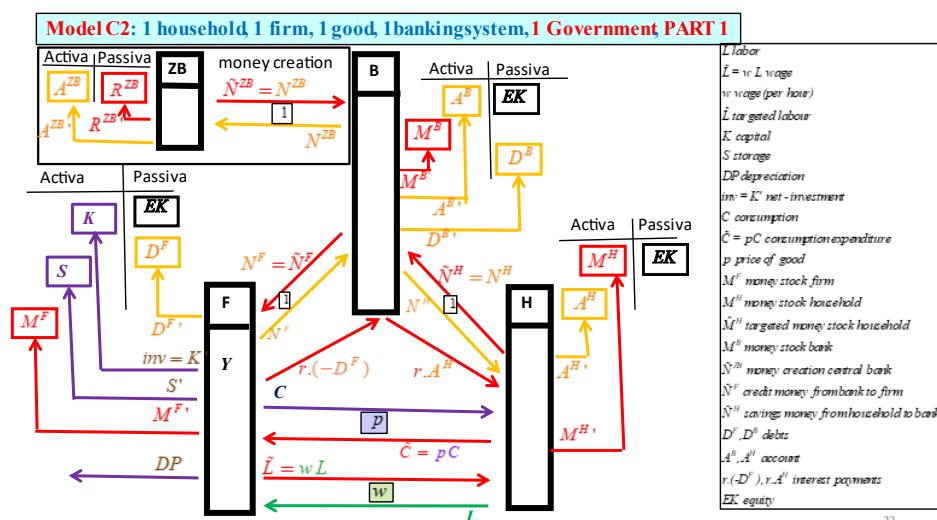 Model C2: 1 household, 1 firm, 1 good, 1bankingsystem, 1 Government, PART 1
Activa Passiva ZB money creation
A^{ZB} R^{ZB} Ñ^{ZB} = N^{ZB}
1
A^{ZB}' R^{ZB}' N^{ZB}
B Activa Passiva
A^B EK
M^B D^B
M^B' A^B' D^B'
Activa Passiva
K EK
S D^F
M^F D^F'
N^F = Ñ^F
1
N^F
Ñ^H = N^H
1
N^H
Activa Passiva
M^H EK
A^H
F H
Y
inv = K'
S'
M^F'
DP
r.(-D^F) r.A^H
A^H'
M^H'
C
p
C̃ = pC
L̃ = wL
w
L
L labor
L̃ = w L wage
w wage (per hour)
L̂ targeted labour
K capital
S storage
DP depreciation
inv = K' net - investment
C consumption
C̃ = pC consumption expenditure
p price of good
M^F money stock firm
M^H money stock household
M̂^H targeted money stock household
M^B money stock bank
Ñ^{ZB} money creation central bank
Ñ^F credit money from bank to firm
Ñ^H savings money from household to bank
D^F, D^B debts
A^B, A^H account
r.(-D^F), r.A^H interest payments
EK equity